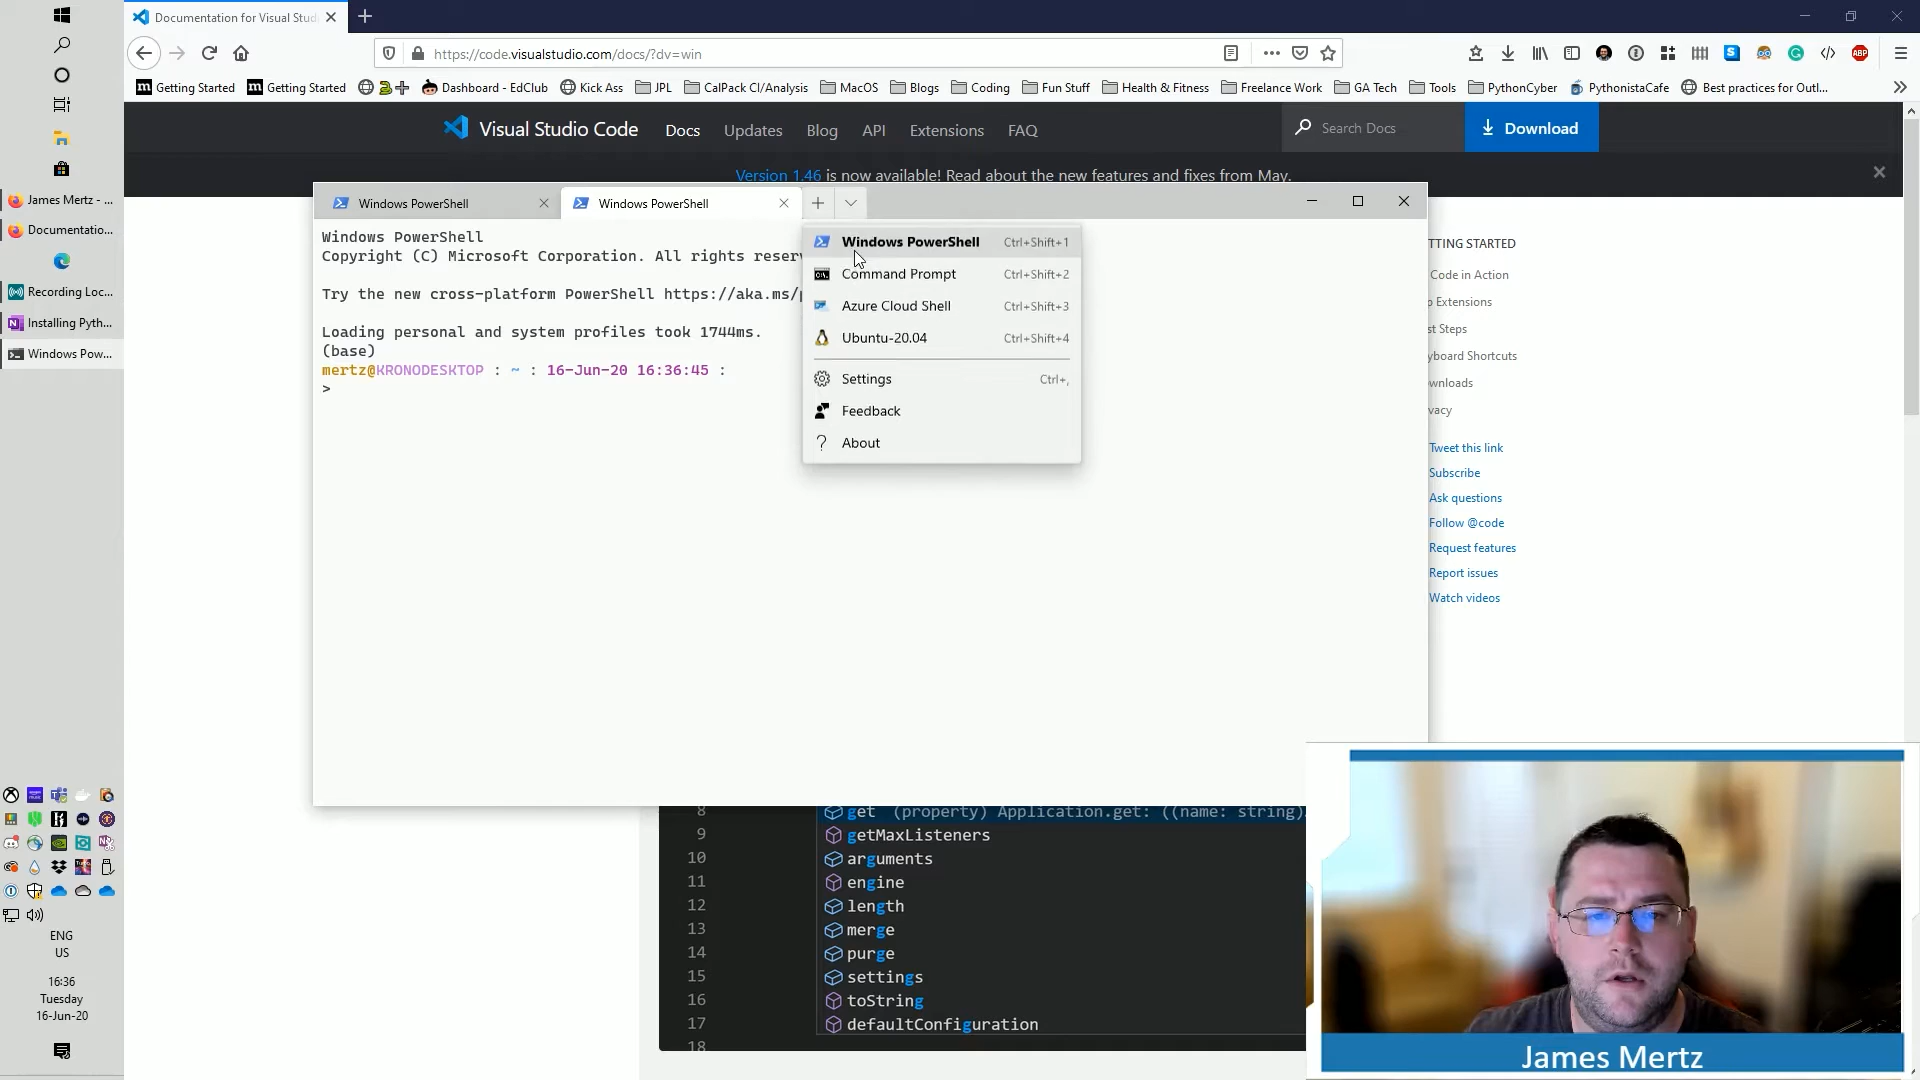 Documentation for Visual Stud
https://code.visualstudio.com/docs/?dv=win
Getting Started
Getting Started
Dashboard - EdClub
Kick Ass
JPL
CalPack CI/Analysis
MacOS
Blogs
Coding
Fun Stuff
Health & Fitness
Freelance Work
GA Tech
Tools
PythonCyber
PythonistaCafe
Best practices for Outl...
Visual Studio Code
Docs
Updates
Blog
API
Extensions
FAQ
Search Docs
Download
Version 1.46 is now available! Read about the new features and fixes from May.
James Mertz - ...
Documentatio...
Recording Loc...
Installing Pyth...
Windows Pow...
Windows PowerShell
Windows PowerShell
Windows PowerShell
Copyright (C) Microsoft Corporation. All rights reserv
Try the new cross-platform PowerShell https://aka.ms/p
Loading personal and system profiles took 1744ms.
(base)
mertz@KRONODESKTOP : ~ : 16-Jun-20 16:36:45 :
>
Windows PowerShell Ctrl+Shift+1
Command Prompt Ctrl+Shift+2
Azure Cloud Shell Ctrl+Shift+3
Ubuntu-20.04 Ctrl+Shift+4
Settings Ctrl+,
Feedback
? About
TTING STARTED
Code in Action
p Extensions
st Steps
yboard Shortcuts
wnloads
vacy
Tweet this link
Subscribe
Ask questions
Follow @code
Request features
Report issues
Watch videos
8 get (property) Application.get: ((name: string)
9 getMaxListeners
10 arguments
11 engine
12 length
13 merge
14 purge
15 settings
16 toString
17 defaultConfiguration
18
ENG
US
16:36
Tuesday
16-Jun-20
James Mertz